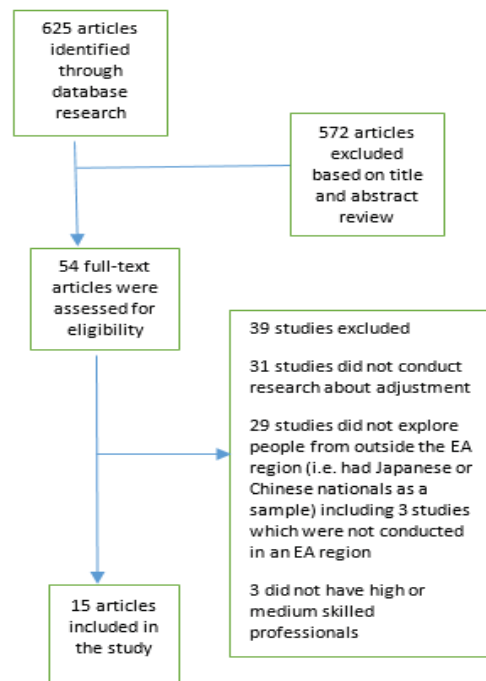 625 articles
identified
through
database
research
572 articles
excluded
based on title
and abstract
review
54 full-text
articles were
assessed for
eligibility
39 studies excluded
31 studies did not conduct
research about adjustment
29 studies did not explore
people from outside the EA
region (i.e. had Japanese or
Chinese nationals as a
sample) including 3 studies
which were not conducted
in an EA region
3 did not have high or
medium skilled
professionals
15 articles
included in
the study